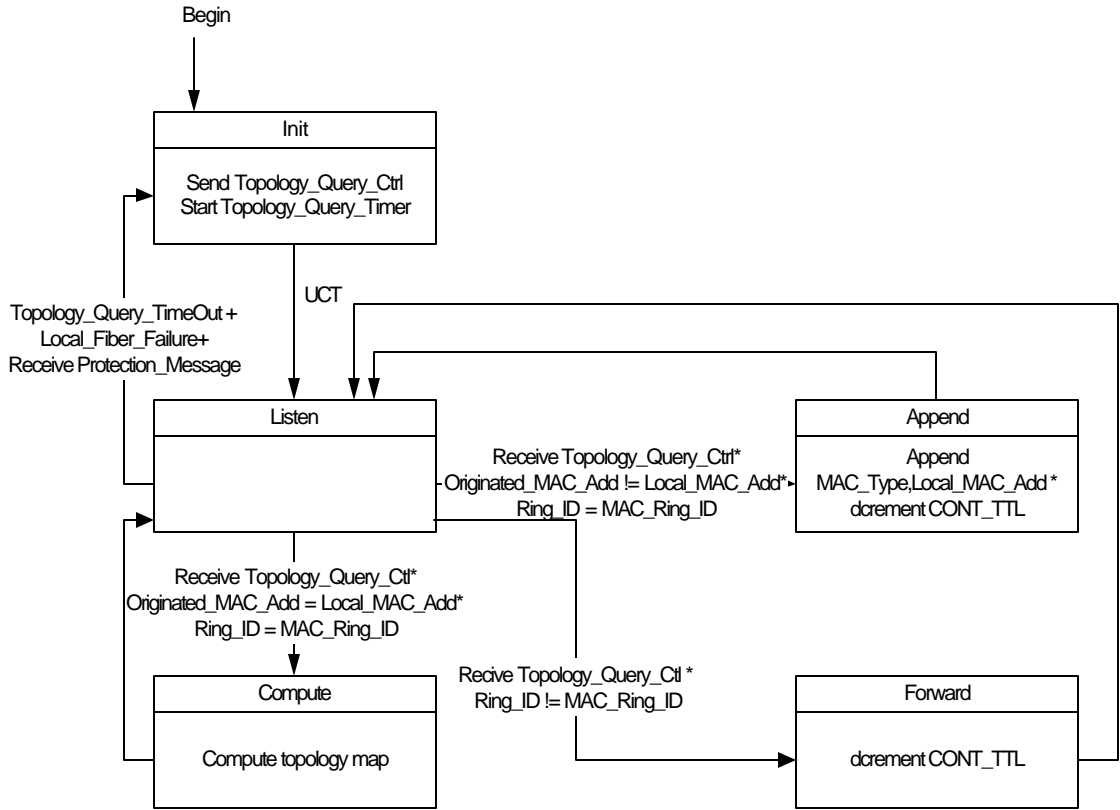 Begin
Init
Send Topology_Query_Ctrl
Start Topology_Query_Timer
UCT
Topology_Query_TimeOut +
Local_Fiber_Failure+
Receive Protection_Message
Listen
Append
Append
MAC_Type,Local_MAC_Add *
dcrement CONT_TTL
Receive Topology_Query_Ctrl*
Originated_MAC_Add != Local_MAC_Add*
Ring_ID = MAC_Ring_ID
Receive Topology_Query_Ctl*
Originated_MAC_Add = Local_MAC_Add*
Ring_ID = MAC_Ring_ID
Recive Topology_Query_Ctl *
Ring_ID != MAC_Ring_ID
Compute
Compute topology map
Forward
dcrement CONT_TTL